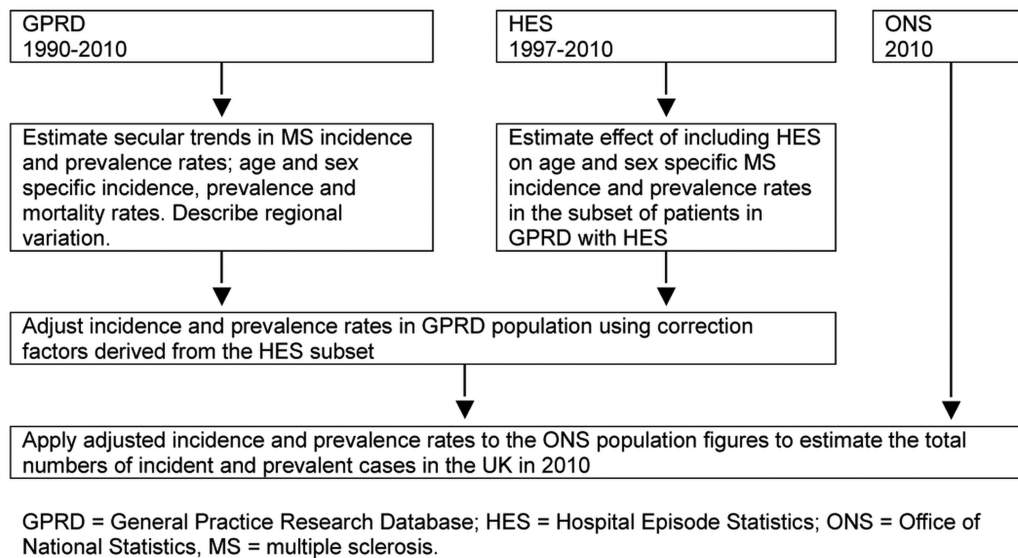 GPRD
1990-2010
HES
1997-2010
ONS
2010
Estimate secular trends in MS incidence
and prevalence rates; age and sex
specific incidence, prevalence and
mortality rates. Describe regional
variation.
Estimate effect of including HES
on age and sex specific MS
incidence and prevalence rates
in the subset of patients in
GPRD with HES
Adjust incidence and prevalence rates in GPRD population using correction
factors derived from the HES subset
Apply adjusted incidence and prevalence rates to the ONS population figures to estimate the total
numbers of incident and prevalent cases in the UK in 2010
GPRD = General Practice Research Database; HES = Hospital Episode Statistics; ONS = Office of
National Statistics, MS = multiple sclerosis.